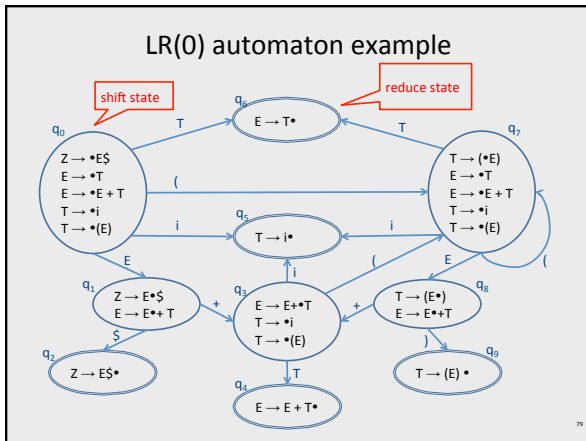 LR(0) automaton example
shift state
reduce state
q0
q6
q7
E → T•
T
T
Z → •E$
E → •T
E → •E + T
T → •i
T → •(E)
T → (•E)
E → •T
E → •E + T
T → •i
T → •(E)
(
q5
i
i
T → i•
E
i
(
E
(
q1
q3
q8
Z → E•$
E → E•+ T
+
E → E+•T
T → •i
T → •(E)
+
T → (E•)
E → E•+T
$
)
q2
T
q9
Z → E$•
q4
T → (E) •
E → E + T•
79